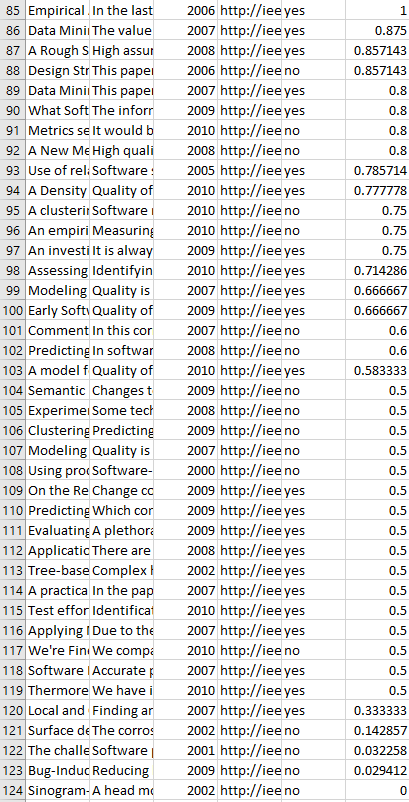 85 Empirical In the last 2006 http://iee yes 1
86 Data Mini The value 2007 http://iee yes 0.875
87 A Rough S High assur 2008 http://iee yes 0.857143
88 Design Str This paper 2006 http://iee no 0.857143
89 Data Mini This paper 2007 http://iee yes 0.8
90 What Soft The inforr 2009 http://iee yes 0.8
91 Metrics se It would b 2010 http://iee no 0.8
92 A New Me High quali 2008 http://iee no 0.8
93 Use of rel Software 2005 http://iee yes 0.785714
94 A Density Quality of 2010 http://iee yes 0.777778
95 A clusteri Software 2010 http://iee no 0.75
96 An empiri Measuring 2010 http://iee no 0.75
97 An investi It is alway 2009 http://iee yes 0.75
98 Assessing Identifyin 2010 http://iee yes 0.714286
99 Modeling Quality is 2007 http://iee yes 0.666667
100 Early Soft Quality of 2009 http://iee yes 0.666667
101 Comment In this cor 2007 http://iee no 0.6
102 Predicting In softwar 2008 http://iee no 0.6
103 A model f Quality of 2010 http://iee yes 0.583333
104 Semantic Changes t 2009 http://iee no 0.5
105 Experime Some tech 2008 http://iee no 0.5
106 Clustering Predicting 2009 http://iee no 0.5
107 Modeling Quality is 2007 http://iee no 0.5
108 Using pro Software- 2000 http://iee no 0.5
109 On the Re Change co 2009 http://iee yes 0.5
110 Predicting Which cor 2009 http://iee yes 0.5
111 Evaluating A plethora 2009 http://iee yes 0.5
112 Applicatio There are 2008 http://iee yes 0.5
113 Tree-base Complex 2002 http://iee yes 0.5
114 A practica In the pap 2007 http://iee yes 0.5
115 Test effor Identificat 2010 http://iee yes 0.5
116 Applying Due to the 2007 http://iee yes 0.5
117 We're Fin We compa 2010 http://iee no 0.5
118 Software Accurate p 2007 http://iee yes 0.5
119 Thermore We have i 2010 http://iee yes 0.5
120 Local and Finding ar 2007 http://iee yes 0.333333
121 Surface de The corros 2002 http://iee no 0.142857
122 The challe Software 2001 http://iee no 0.032258
123 Bug-Induc Reducing 2009 http://iee no 0.029412
124 Sinogram- A head mo 2002 http://iee no 0